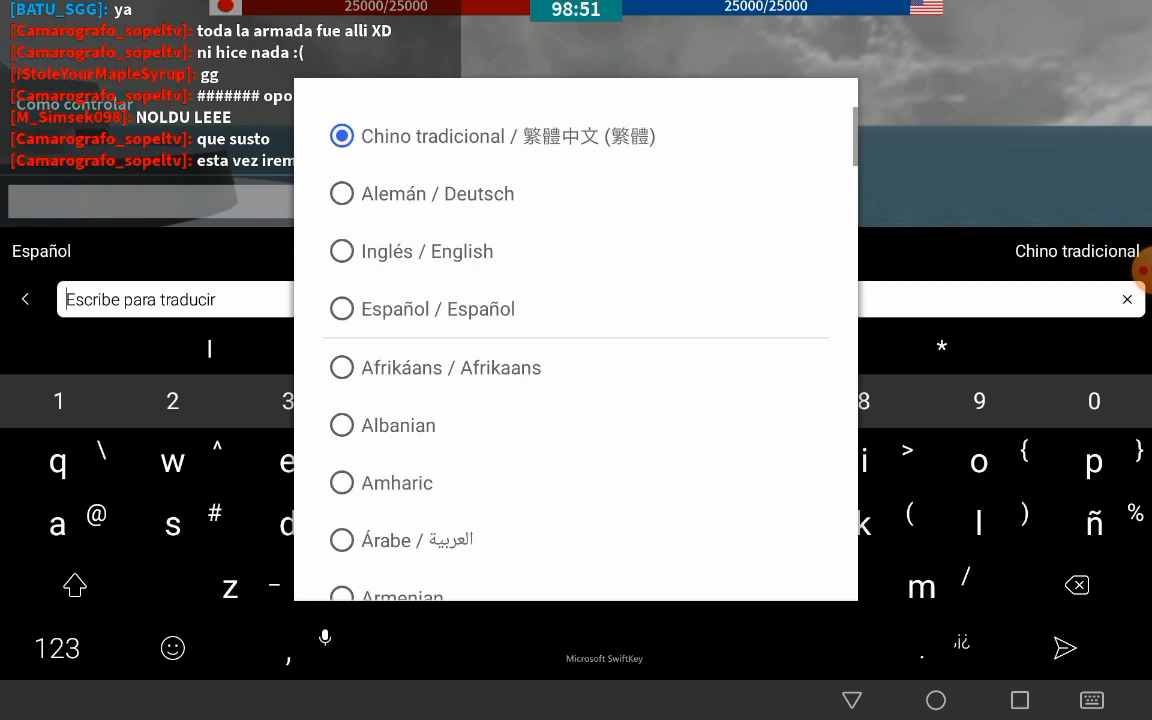 [BATU_SGG]: ya
25000/25000
98:51
25000/25000
[Camarografo_sopeltv]: toda la armada fue alli XD
[Camarografo_sopeltv]: ni hice nada :(
[IStoleYourMapleSyrup]: gg
[Camarografo_sopeltv]: ####### opo
Como controlar
[M_Simsek098]: NOLDU LEEE
[Camarografo_sopeltv]: que susto
[Camarografo_sopeltv]: esta vez irem
Chino tradicional / 繁體中文 (繁體)
Alemán / Deutsch
Inglés / English
Español / Español
Afrikáans / Afrikaans
Albanian
Amharic
Árabe / العربية
Armenian
Español
Chino tradicional
Escribe para traducir
×
| *
1 2 3 8 9 0
q \ w ^ e i > o { p }
a @ s # d k ( l ) ñ %
z _ m /
123 , . ,¡¿
Microsoft SwiftKey